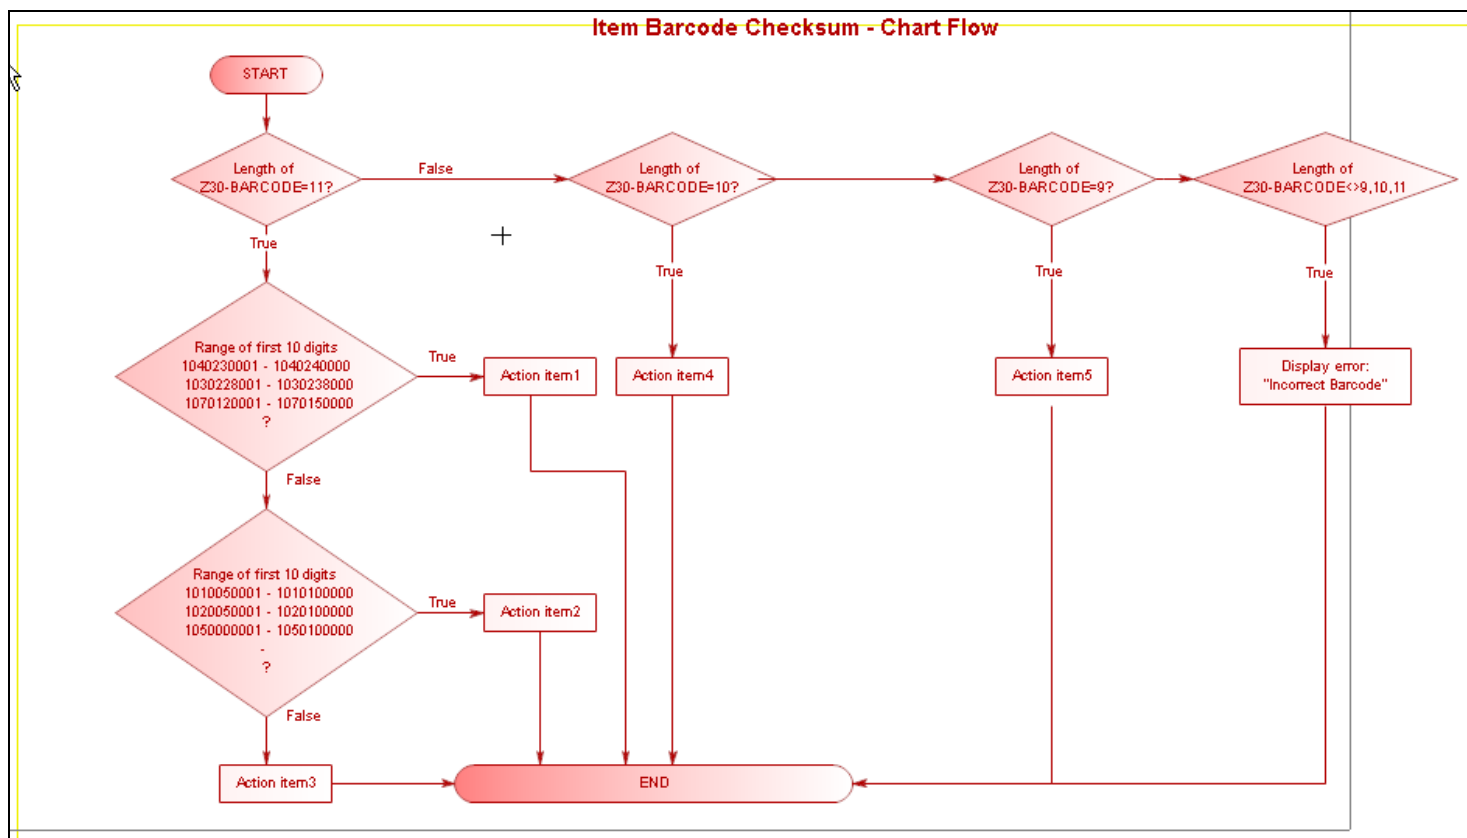 Item Barcode Checksum - Chart Flow
START
Length of
Z30-BARCODE=11?
False
Length of
Z30-BARCODE=10?
Length of
Z30-BARCODE=9?
Length of
Z30-BARCODE<>9,10,11
True
True
True
True
Range of first 10 digits
1040230001 - 1040240000
1030228001 - 1030238000
1070120001 - 1070150000
?
True
Action item1
Action item4
Action item5
Display error:
"Incorrect Barcode"
False
Range of first 10 digits
1010050001 - 1010100000
1020050001 - 1020100000
1050000001 - 1050100000
-
?
True
Action item2
False
Action item3
END